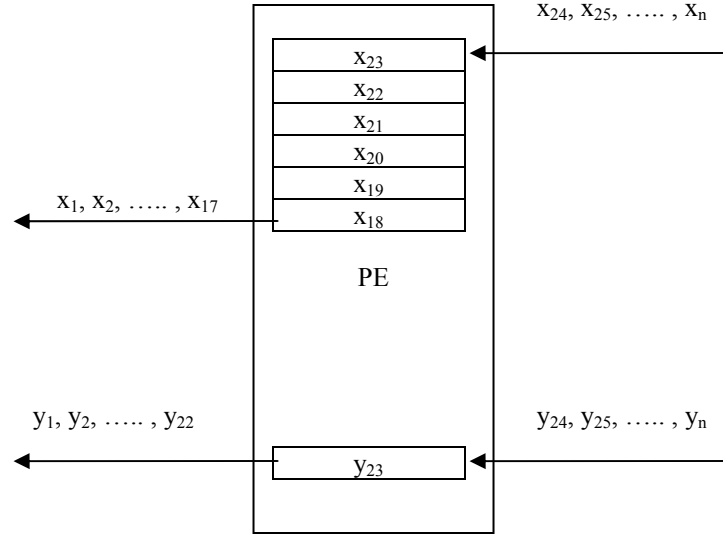 x₂₄, x₂₅, ….. , xₙ
x₂₃
x₂₂
x₂₁
x₂₀
x₁₉
x₁, x₂, ….. , x₁₇
x₁₈
PE
y₁, y₂, ….. , y₂₂
y₂₄, y₂₅, ….. , yₙ
y₂₃